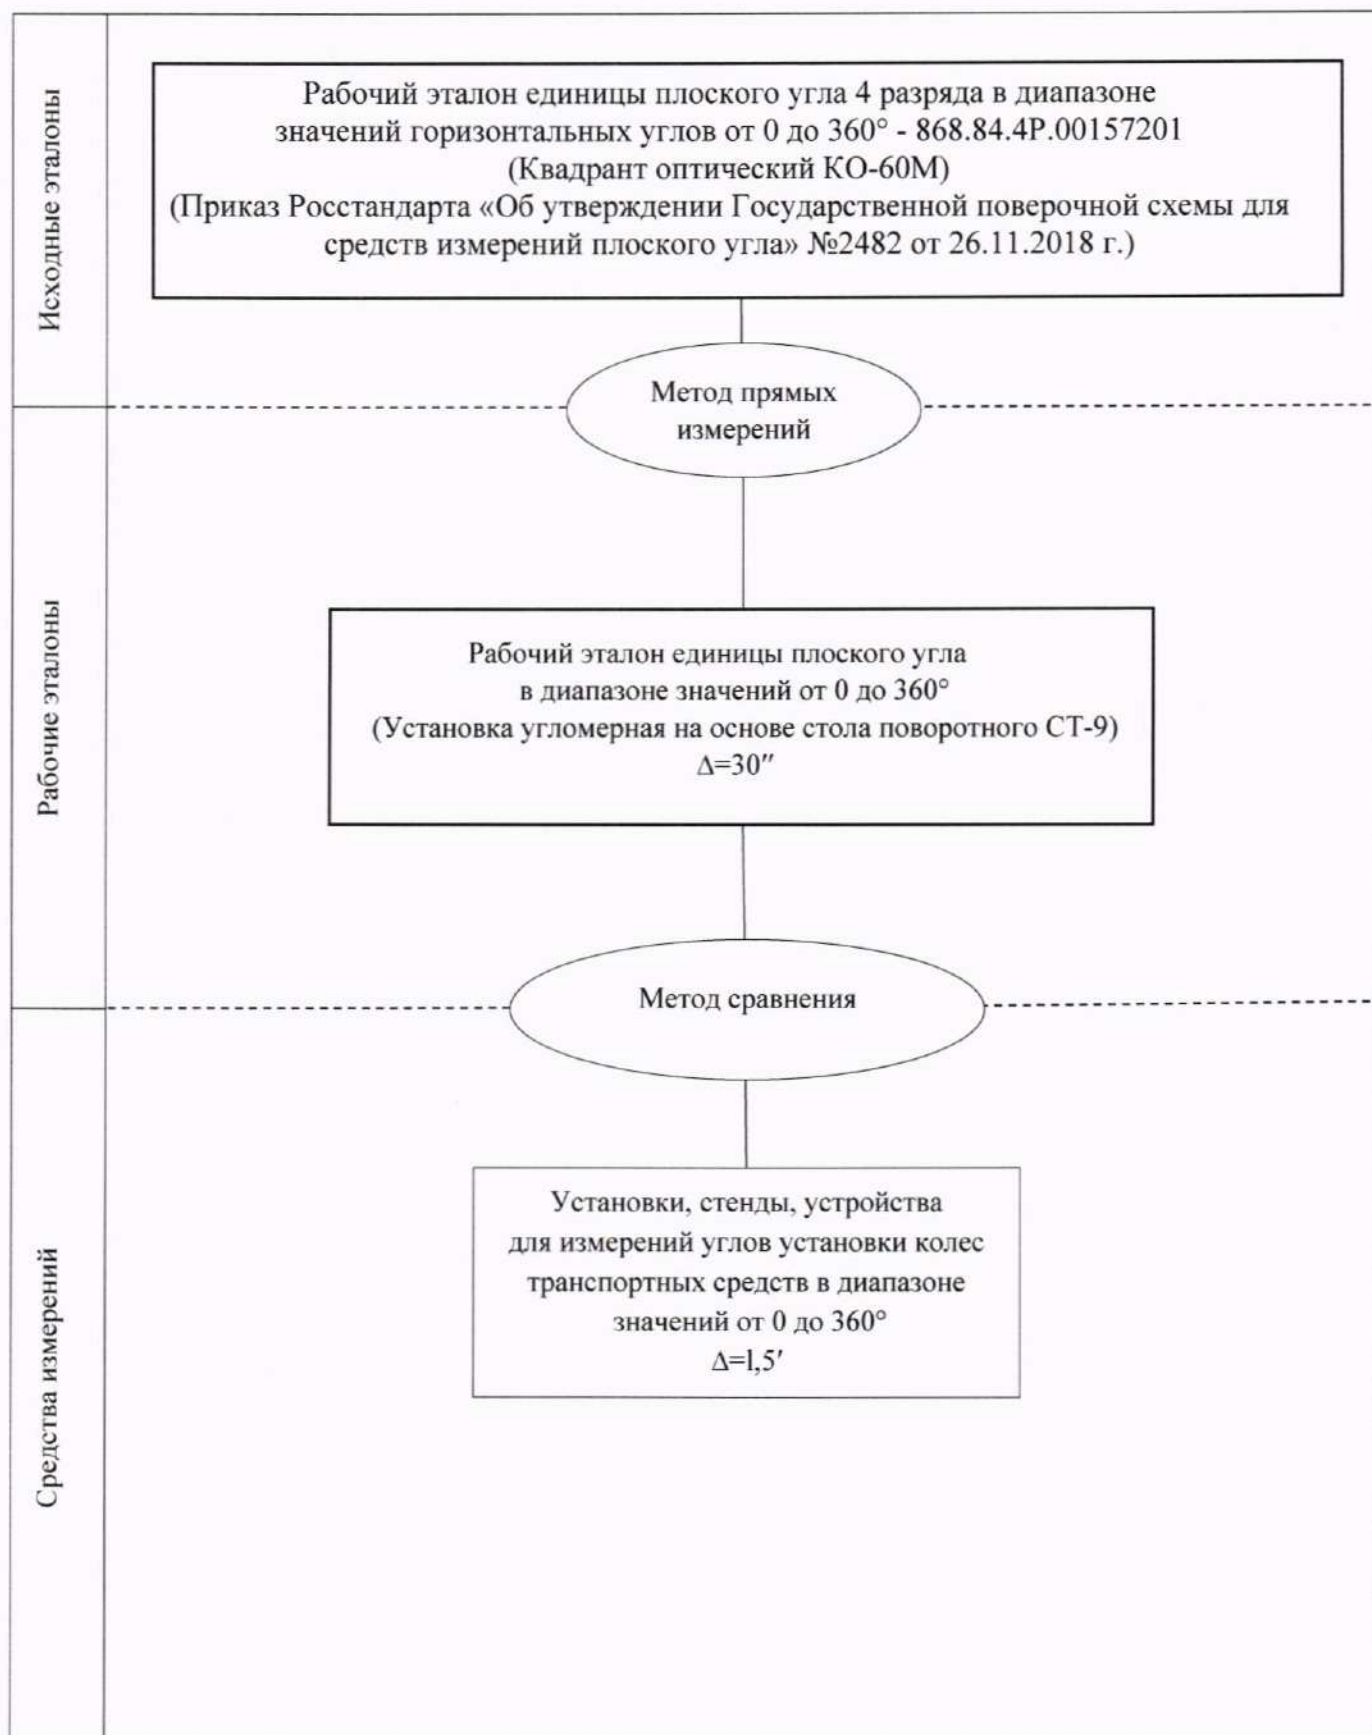 Исходные эталоны
Рабочий эталон единицы плоского угла 4 разряда в диапазоне
значений горизонтальных углов от 0 до 360° - 868.84.4Р.00157201
(Квадрант оптический КО-60М)
(Приказ Росстандарта «Об утверждении Государственной поверочной схемы для
средств измерений плоского угла» №2482 от 26.11.2018 г.)
Метод прямых
измерений
Рабочие эталоны
Рабочий эталон единицы плоского угла
в диапазоне значений от 0 до 360°
(Установка угломерная на основе стола поворотного СТ-9)
Δ=30″
Метод сравнения
Средства измерений
Установки, стенды, устройства
для измерений углов установки колес
транспортных средств в диапазоне
значений от 0 до 360°
Δ=1,5′